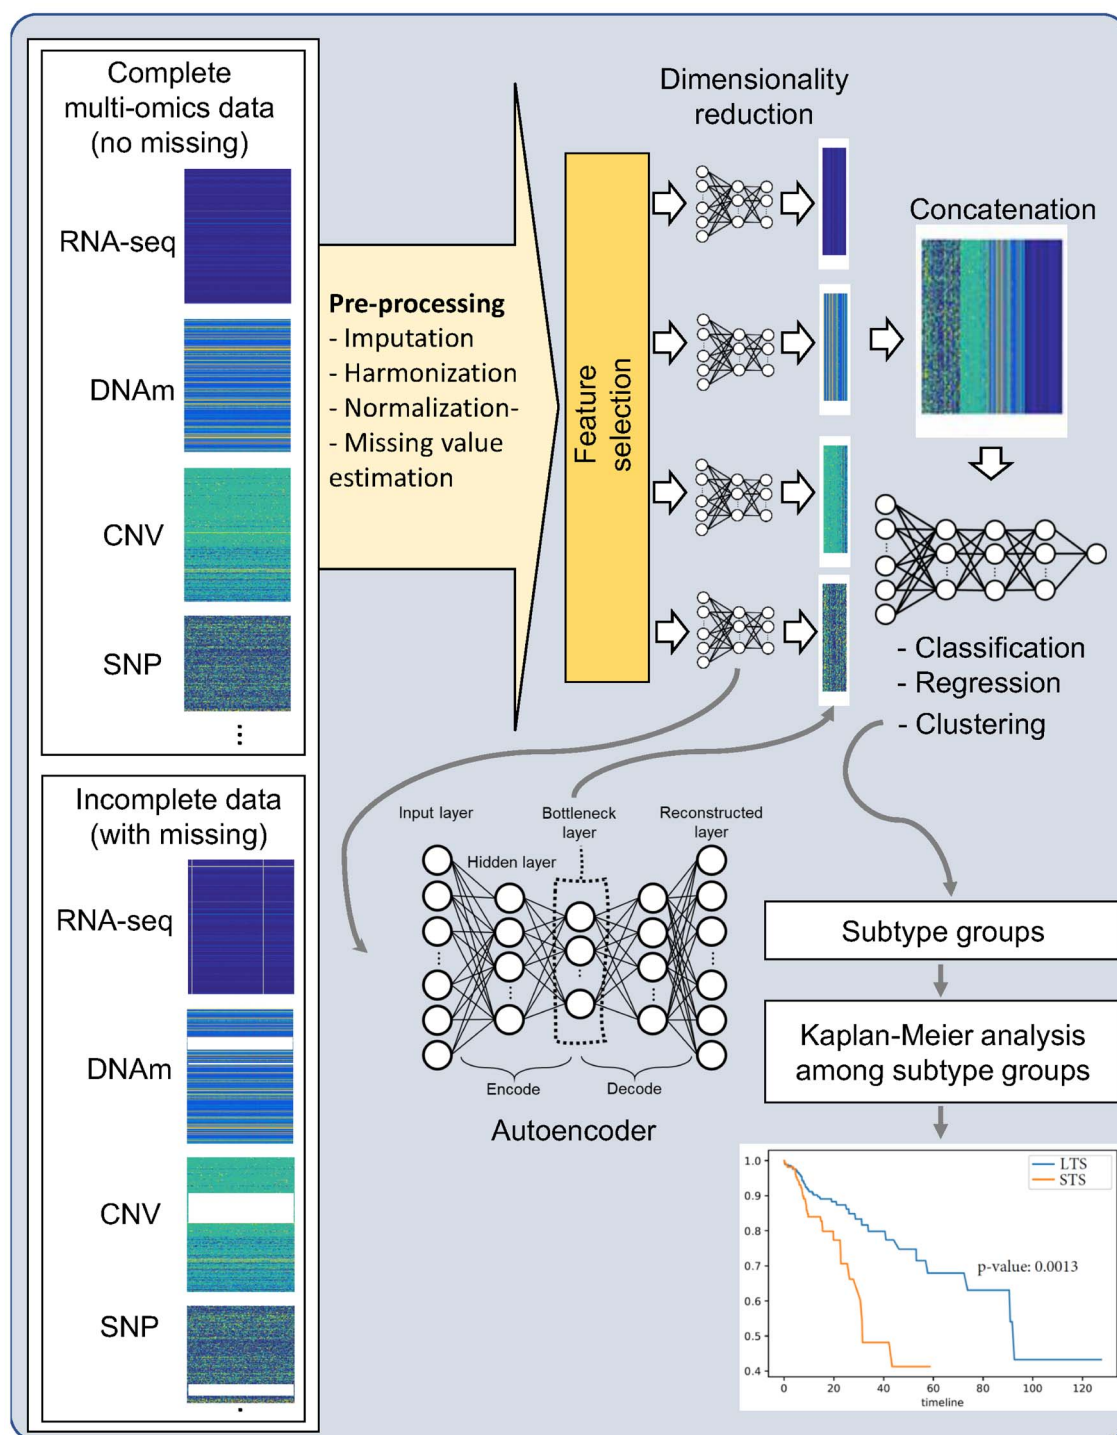 Complete
multi-omics data
(no missing)
RNA-seq
DNAm
CNV
SNP
...
Incomplete data
(with missing)
RNA-seq
DNAm
CNV
SNP
Pre-processing
- Imputation
- Harmonization
- Normalization-
- Missing value
estimation
Feature
selection
Dimensionality
reduction
Concatenation
- Classification
- Regression
- Clustering
Input layer
Hidden layer
Bottleneck
layer
Reconstructed
layer
Encode
Decode
Autoencoder
Subtype groups
Kaplan-Meier analysis
among subtype groups
LTS
STS
p-value: 0.0013
1.0
0.9
0.8
0.7
0.6
0.5
0.4
0 20 40 60 80 100 120
timeline